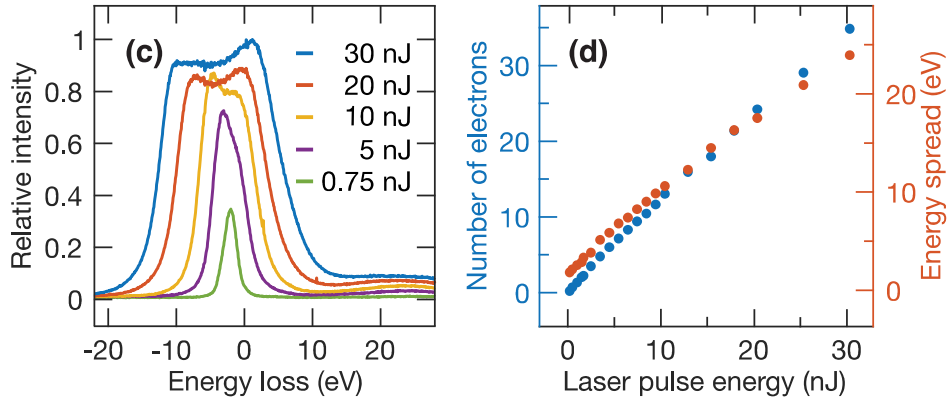 (c)
30 nJ
20 nJ
10 nJ
5 nJ
0.75 nJ
Relative intensity
1
0.8
0.6
0.4
0.2
0
-20
-10
0
10
20
Energy loss (eV)
(d)
Number of electrons
30
20
10
0
Energy spread (eV)
20
10
0
0
10
20
30
Laser pulse energy (nJ)